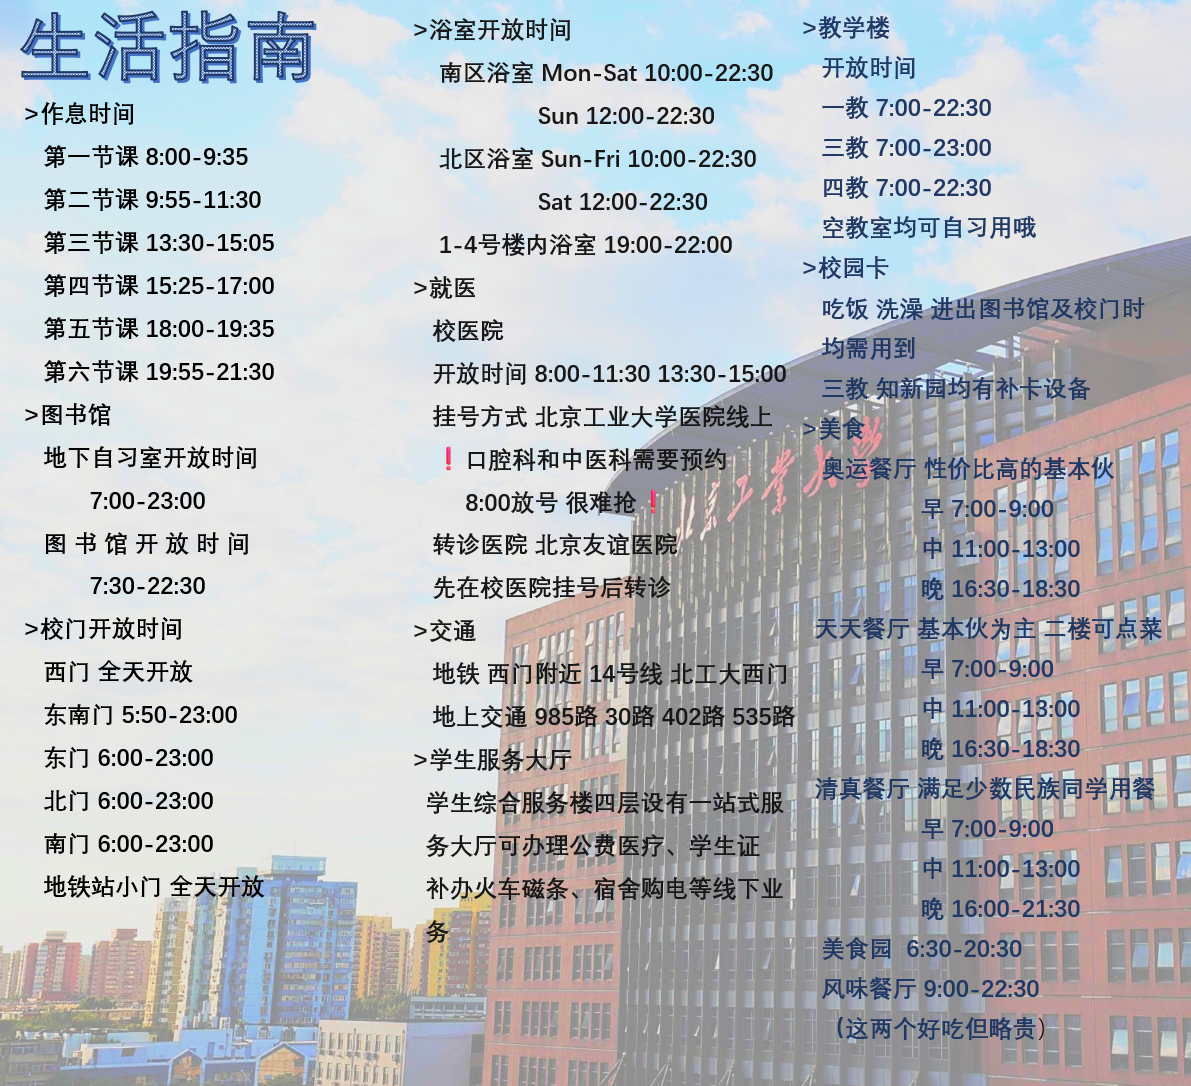 生活指南
>作息时间
第一节课 8:00-9:35
第二节课 9:55-11:30
第三节课 13:30-15:05
第四节课 15:25-17:00
第五节课 18:00-19:35
第六节课 19:55-21:30
>图书馆
地下自习室开放时间
7:00-23:00
图 书 馆 开 放 时 间
7:30-22:30
>校门开放时间
西门 全天开放
东南门 5:50-23:00
东门 6:00-23:00
北门 6:00-23:00
南门 6:00-23:00
地铁站小门 全天开放
>浴室开放时间
南区浴室 Mon-Sat 10:00-22:30
Sun 12:00-22:30
北区浴室 Sun-Fri 10:00-22:30
Sat 12:00-22:30
1-4号楼内浴室 19:00-22:00
>就医
校医院
开放时间 8:00-11:30 13:30-15:00
挂号方式 北京工业大学医院线上
❗口腔科和中医科需要预约
8:00放号 很难抢❗
转诊医院 北京友谊医院
先在校医院挂号后转诊
>交通
地铁 西门附近 14号线 北工大西门
地上交通 985路 30路 402路 535路
>学生服务大厅
学生综合服务楼四层设有一站式服
务大厅可办理公费医疗、学生证
补办火车磁条、宿舍购电等线下业
务
>教学楼
开放时间
一教 7:00-22:30
三教 7:00-23:00
四教 7:00-22:30
空教室均可自习用哦
>校园卡
吃饭 洗澡 进出图书馆及校门时
均需用到
三教 知新园均有补卡设备
>美食
奥运餐厅 性价比高的基本伙
早 7:00-9:00
中 11:00-13:00
晚 16:30-18:30
天天餐厅 基本伙为主 二楼可点菜
早 7:00-9:00
中 11:00-13:00
晚 16:30-18:30
清真餐厅 满足少数民族同学用餐
早 7:00-9:00
中 11:00-13:00
晚 16:00-21:30
美食园 6:30-20:30
风味餐厅 9:00-22:30
(这两个好吃但略贵)
北京工业大学